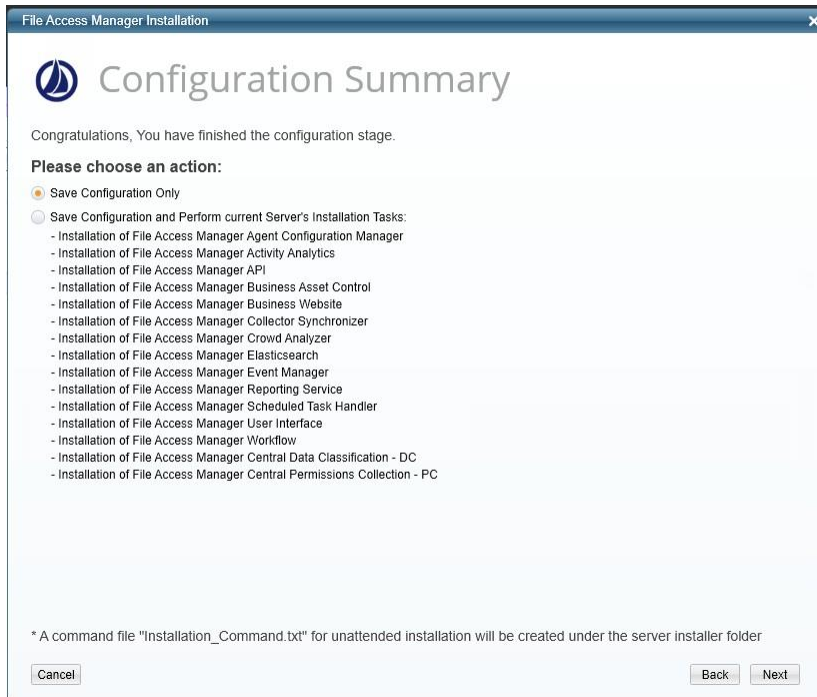 File Access Manager Installation
Configuration Summary
Congratulations, You have finished the configuration stage.
Please choose an action:
Save Configuration Only
Save Configuration and Perform current Server's Installation Tasks:
- Installation of File Access Manager Agent Configuration Manager
- Installation of File Access Manager Activity Analytics
- Installation of File Access Manager API
- Installation of File Access Manager Business Asset Control
- Installation of File Access Manager Business Website
- Installation of File Access Manager Collector Synchronizer
- Installation of File Access Manager Crowd Analyzer
- Installation of File Access Manager Elasticsearch
- Installation of File Access Manager Event Manager
- Installation of File Access Manager Reporting Service
- Installation of File Access Manager Scheduled Task Handler
- Installation of File Access Manager User Interface
- Installation of File Access Manager Workflow
- Installation of File Access Manager Central Data Classification - DC
- Installation of File Access Manager Central Permissions Collection - PC
* A command file "Installation_Command.txt" for unattended installation will be created under the server installer folder
Cancel Back Next